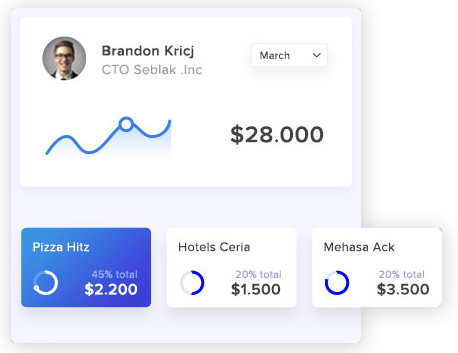 Brandon Kricj
CTO Seblak .Inc
March
$28.000
Pizza Hitz
45% total
$2.200
Hotels Ceria
20% total
$1.500
Mehasa Ack
20% total
$3.500